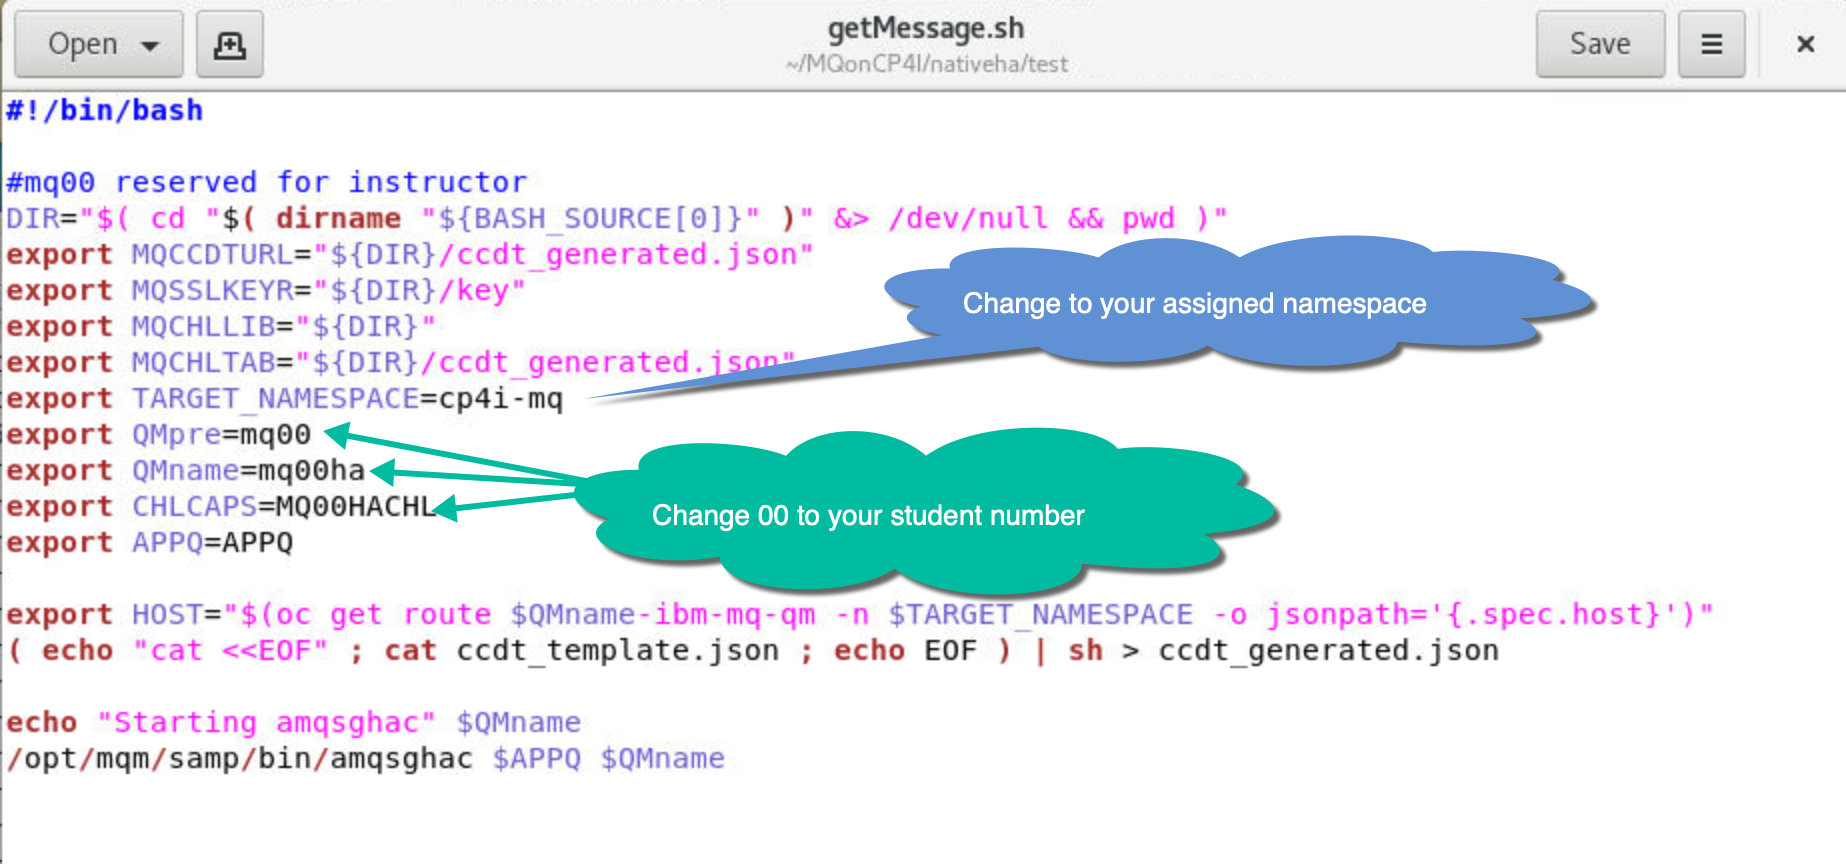 Open
getMessage.sh
~/MQonCP4I/nativeha/test
Save
#!/bin/bash
#mq00 reserved for instructor
DIR="$( cd "$( dirname "${BASH_SOURCE[0]}" )" &> /dev/null && pwd )"
export MQCCDTURL="${DIR}/ccdt_generated.json"
export MQSSLKEYR="${DIR}/key"
export MQCHLLIB="${DIR}"
export MQCHLTAB="${DIR}/ccdt_generated.json"
export TARGET_NAMESPACE=cp4i-mq
Change to your assigned namespace
export QMpre=mq00
export QMname=mq00ha
export CHLCAPS=MQ00HACHL
Change 00 to your student number
export APPQ=APPQ
export HOST="$(oc get route $QMname-ibm-mq-qm -n $TARGET_NAMESPACE -o jsonpath='{.spec.host}')"
( echo "cat <<EOF" ; cat ccdt_template.json ; echo EOF ) | sh > ccdt_generated.json
echo "Starting amqsghac" $QMname
/opt/mqm/samp/bin/amqsghac $APPQ $QMname